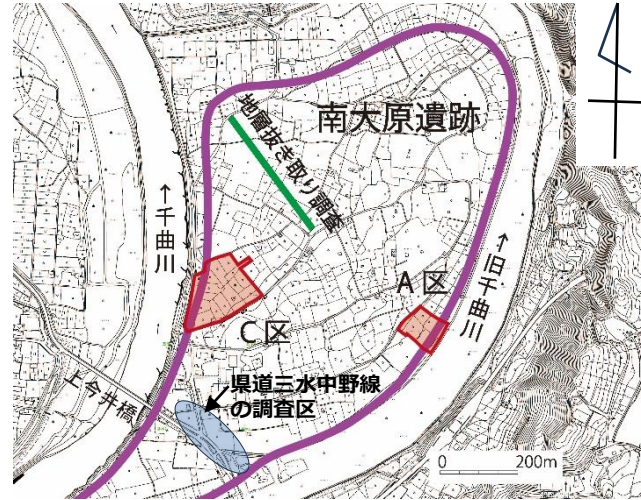 南大原遺跡
地層抜き取り調査
↑千曲川
↑旧千曲川
A区
C区
上今井橋
県道三水中野線
の調査区
0 200m